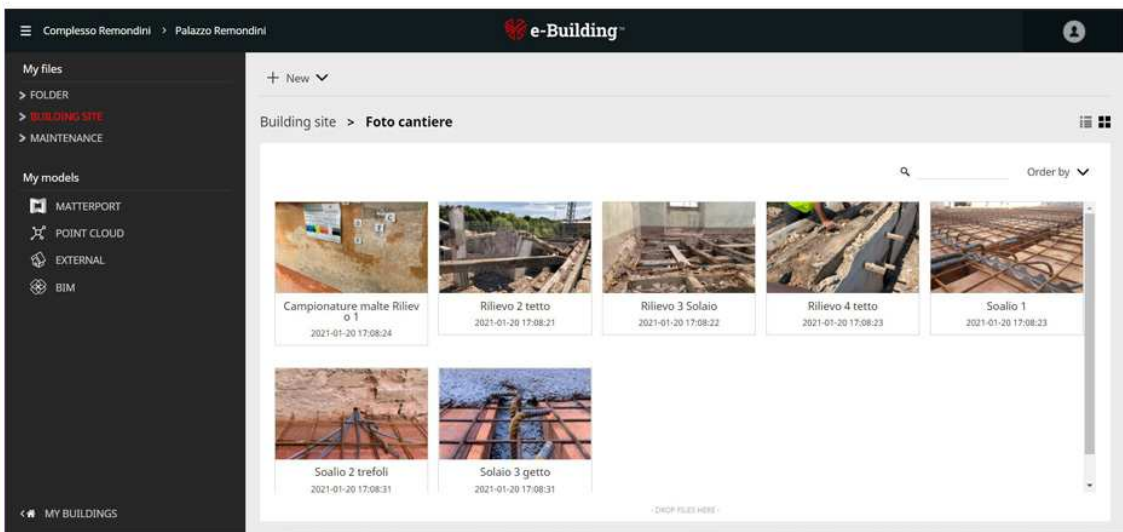 Complesso Remondini > Palazzo Remondini
e-Building™
My files
> FOLDER
> BUILDING SITE
> MAINTENANCE
My models
MATTERPORT
POINT CLOUD
EXTERNAL
BIM
< MY BUILDINGS
+ New
Building site > Foto cantiere
Order by
Campionature malte Riliev
o 1
2021-01-20 17:08:24
Rilievo 2 tetto
2021-01-20 17:08:21
Rilievo 3 Solaio
2021-01-20 17:08:22
Rilievo 4 tetto
2021-01-20 17:08:23
Soalio 1
2021-01-20 17:08:23
Soalio 2 trefoli
2021-01-20 17:08:31
Solaio 3 getto
2021-01-20 17:08:31
- DROP FILES HERE -